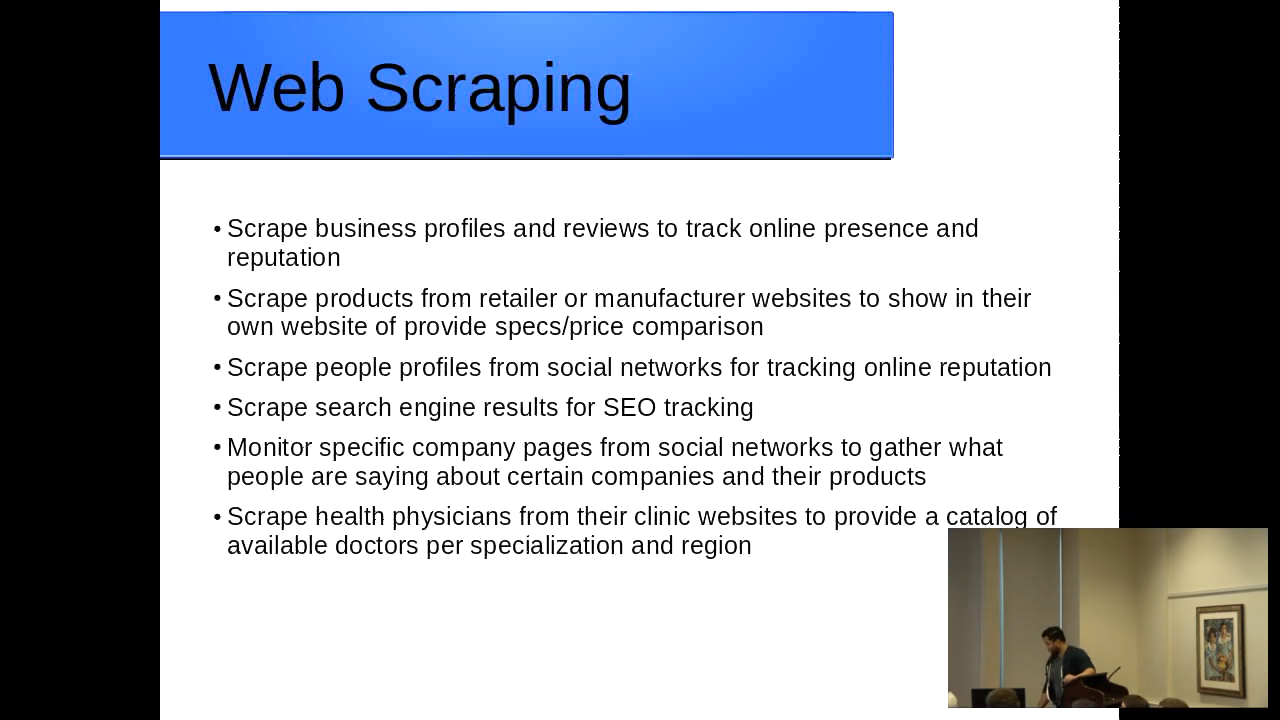 Web Scraping
• Scrape business profiles and reviews to track online presence and
reputation
• Scrape products from retailer or manufacturer websites to show in their
own website of provide specs/price comparison
• Scrape people profiles from social networks for tracking online reputation
• Scrape search engine results for SEO tracking
• Monitor specific company pages from social networks to gather what
people are saying about certain companies and their products
• Scrape health physicians from their clinic websites to provide a catalog of
available doctors per specialization and region